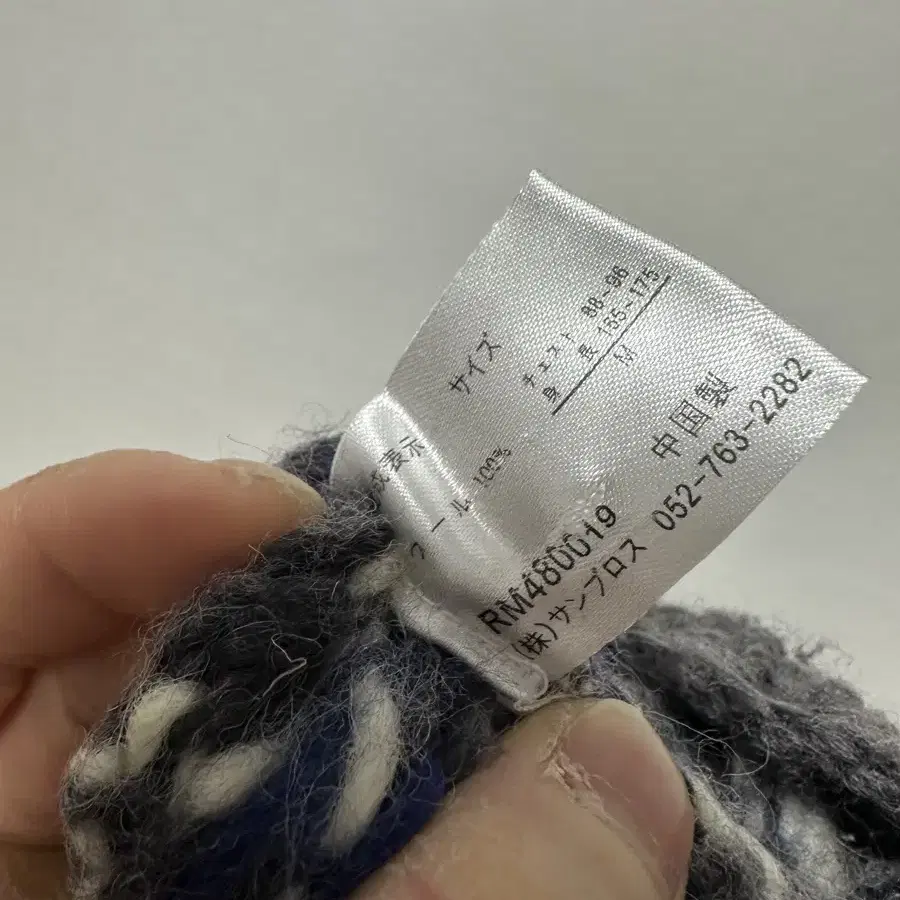 サイズ
チェスト 88-96
身 長 165-175
M
成表示
ウール 100%
中国製
RM480019
(株)サンプロス 052-763-2282